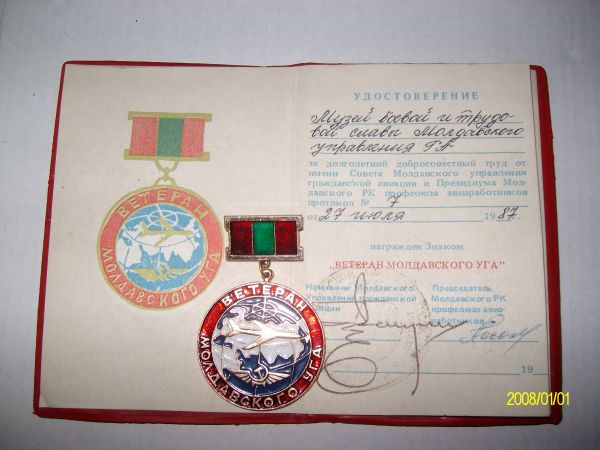 ВЕТЕРАН
МОЛДАВСКОГО УГА
ВЕТЕРАН
МОЛДАВСКОГО УГА
УДОСТОВЕРЕНИЕ
Музей боевой и трудо-
вой славы Молдавского
управления ГА
за долголетний добросовестный труд от
имени Совета Молдавского управления
гражданской авиации и Президиума Мол-
давского РК профсоюза авиаработников
протокол № 7
от 27 июля 1987
награжден Знаком
"ВЕТЕРАН МОЛДАВСКОГО УГА"
Начальник Молдавского
Управления гражданской
авиации
Председатель
Молдавского РК
профсоюза авиа-
работников
19
2008/01/01